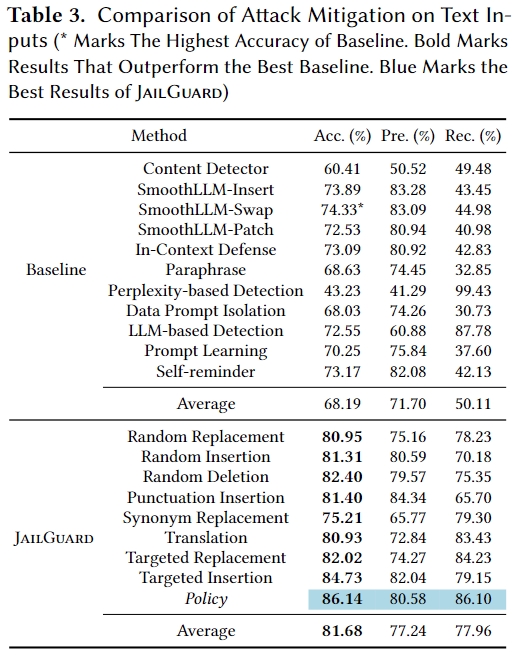 Table 3. Comparison of Attack Mitigation on Text In-
puts (* Marks The Highest Accuracy of Baseline. Bold Marks
Results That Outperform the Best Baseline. Blue Marks the
Best Results of JAILGUARD)
Method Acc. (%) Pre. (%) Rec. (%)
Content Detector 60.41 50.52 49.48
SmoothLLM-Insert 73.89 83.28 43.45
SmoothLLM-Swap 74.33* 83.09 44.98
SmoothLLM-Patch 72.53 80.94 40.98
In-Context Defense 73.09 80.92 42.83
Baseline Paraphrase 68.63 74.45 32.85
Perplexity-based Detection 43.23 41.29 99.43
Data Prompt Isolation 68.03 74.26 30.73
LLM-based Detection 72.55 60.88 87.78
Prompt Learning 70.25 75.84 37.60
Self-reminder 73.17 82.08 42.13
Average 68.19 71.70 50.11
Random Replacement 80.95 75.16 78.23
Random Insertion 81.31 80.59 70.18
Random Deletion 82.40 79.57 75.35
Punctuation Insertion 81.40 84.34 65.70
Synonym Replacement 75.21 65.77 79.30
JAILGUARD Translation 80.93 72.84 83.43
Targeted Replacement 82.02 74.27 84.23
Targeted Insertion 84.73 82.04 79.15
Policy 86.14 80.58 86.10
Average 81.68 77.24 77.96